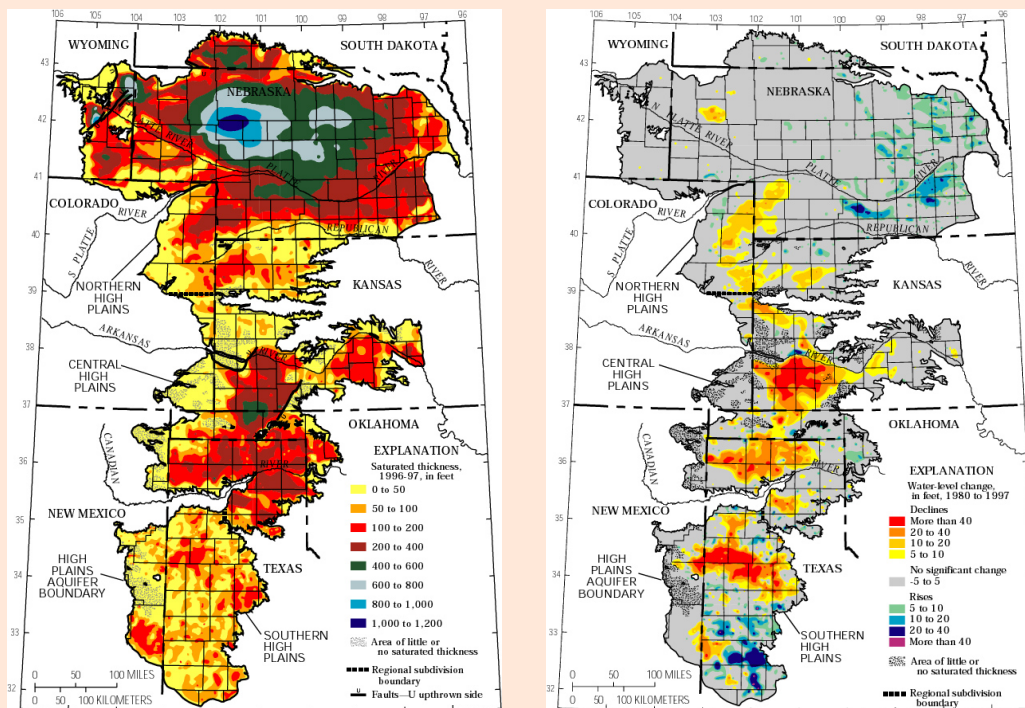 106
105
104
103
102
101
100
99
98
97
96
WYOMING
SOUTH DAKOTA
43
NEBRASKA
42
PLATTE RIVER
PLATTE
41
COLORADO
RIVER
S. PLATTE
REPUBLICAN
40
RIVER
NORTHERN
HIGH
PLAINS
39
KANSAS
ARKANSAS
RIVER
38
CENTRAL
HIGH
PLAINS
37
OKLAHOMA
CANADIAN
RIVER
36
35
NEW MEXICO
TEXAS
HIGH
PLAINS
AQUIFER
BOUNDARY
34
33
SOUTHERN
HIGH
PLAINS
32
0 50 100 MILES
0 50 100 KILOMETERS
EXPLANATION
Saturated thickness,
1996-97, in feet
0 to 50
50 to 100
100 to 200
200 to 400
400 to 600
600 to 800
800 to 1,000
1,000 to 1,200
Area of little or
no saturated thickness
Regional subdivision
boundary
U
Faults—U upthrown side
106
105
104
103
102
101
100
99
98
97
96
WYOMING
SOUTH DAKOTA
43
NEBRASKA
42
N PLATTE RIVER
PLATTE
RIVER
41
COLORADO
RIVER
S. PLATTE
REPUBLICAN
40
RIVER
NORTHERN
HIGH
PLAINS
39
KANSAS
ARKANSAS
RIVER
38
CENTRAL
HIGH
PLAINS
37
OKLAHOMA
CANADIAN
RIVER
36
35
NEW MEXICO
TEXAS
HIGH
PLAINS
AQUIFER
BOUNDARY
34
33
SOUTHERN
HIGH
PLAINS
32
0 50 100 MILES
0 50 100 KILOMETERS
EXPLANATION
Water-level change,
in feet, 1980 to 1997
Declines
More than 40
20 to 40
10 to 20
5 to 10
No significant change
-5 to 5
Rises
5 to 10
10 to 20
20 to 40
More than 40
Area of little or
no saturated thickness
Regional subdivision
boundary